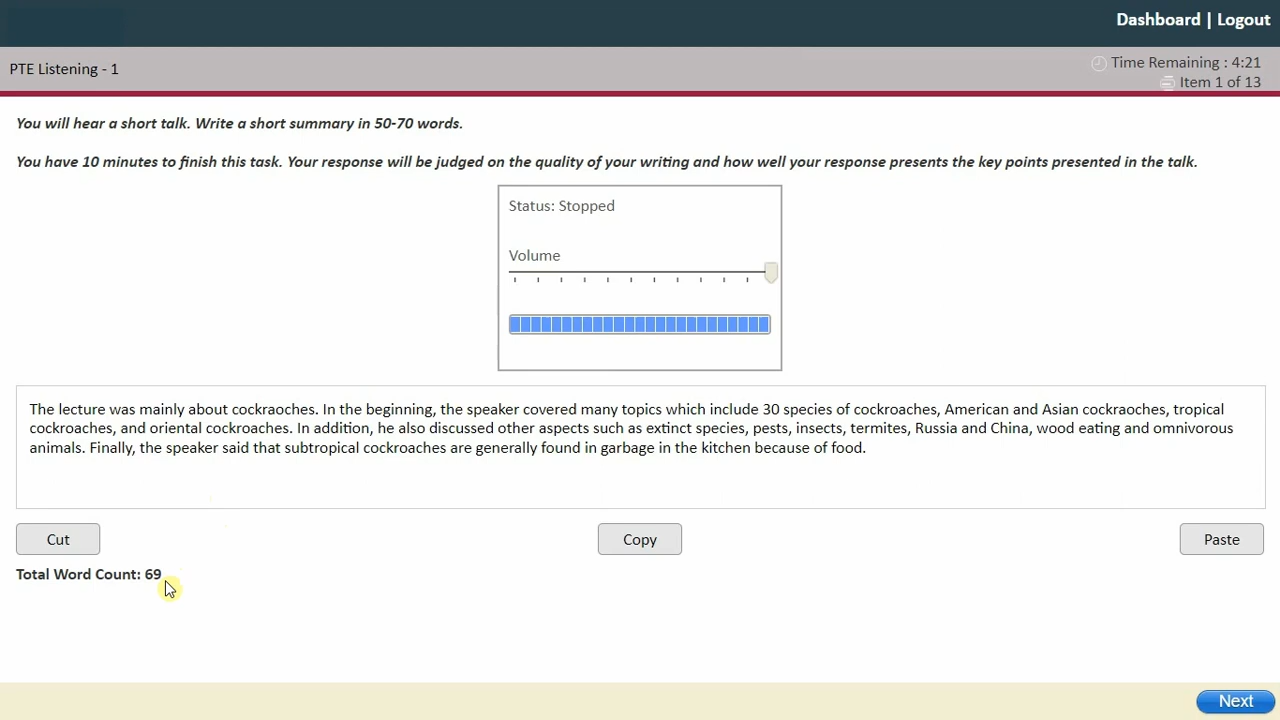 Dashboard | Logout
PTE Listening - 1
Time Remaining : 4:21
Item 1 of 13
You will hear a short talk. Write a short summary in 50-70 words.
You have 10 minutes to finish this task. Your response will be judged on the quality of your writing and how well your response presents the key points presented in the talk.
Status: Stopped
Volume
The lecture was mainly about cockraoches. In the beginning, the speaker covered many topics which include 30 species of cockroaches, American and Asian cockraoches, tropical
cockroaches, and oriental cockroaches. In addition, he also discussed other aspects such as extinct species, pests, insects, termites, Russia and China, wood eating and omnivorous
animals. Finally, the speaker said that subtropical cockroaches are generally found in garbage in the kitchen because of food.
Cut
Copy
Paste
Total Word Count: 69
Next